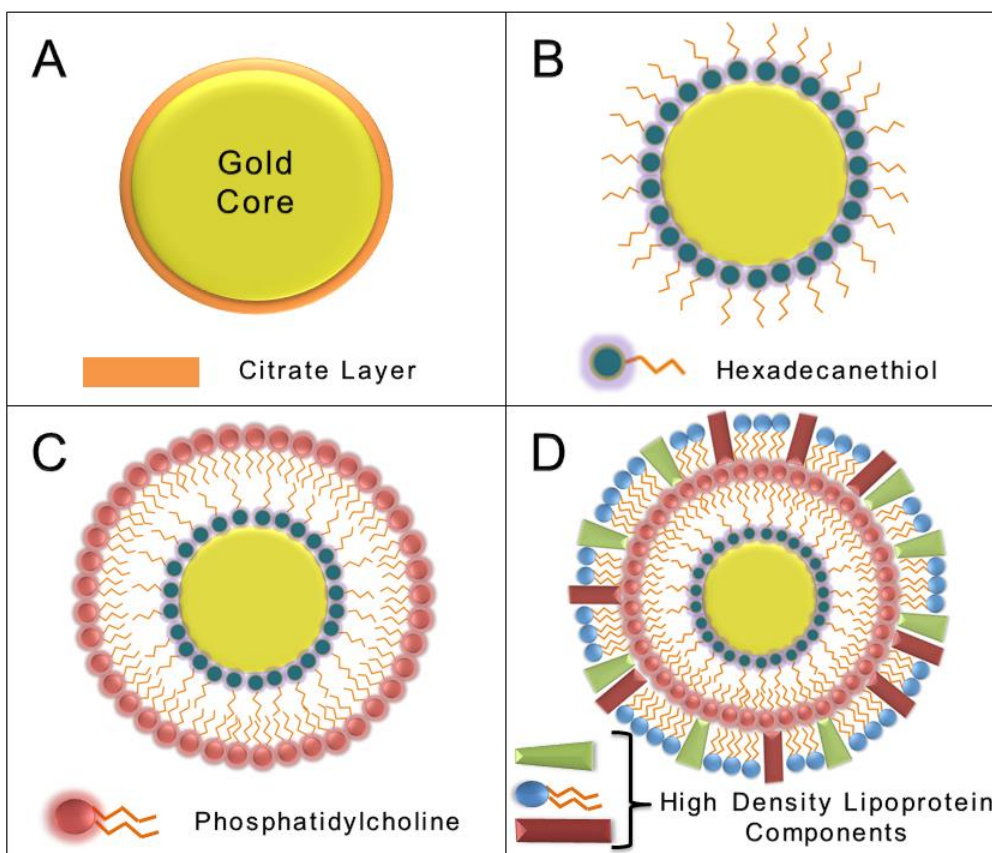 A
Gold
Core
Citrate Layer
B
Hexadecanethiol
C
Phosphatidylcholine
D
High Density Lipoprotein
Components